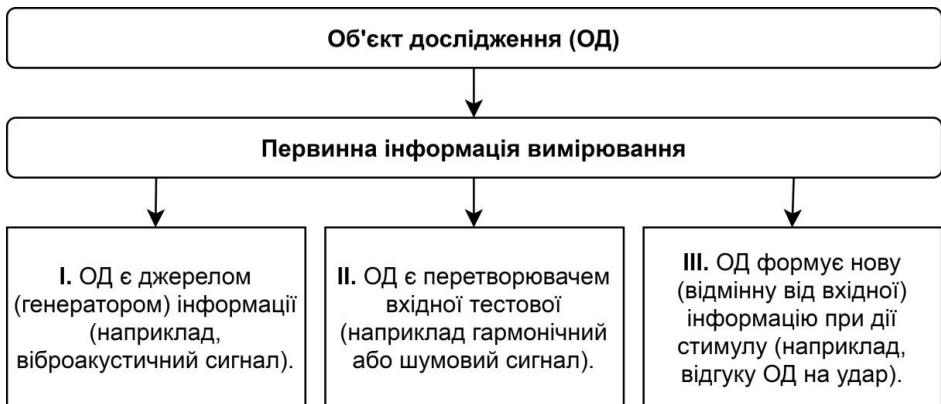 Об'єкт дослідження (ОД)
Первинна інформація вимірювання
I. ОД є джерелом
(генератором) інформації
(наприклад,
віброакустичний сигнал).
II. ОД є перетворювачем
вхідної тестової
(наприклад гармонічний
або шумовий сигнал).
III. ОД формує нову
(відмінну від вхідної)
інформацію при дії
стимулу (наприклад,
відгуку ОД на удар).